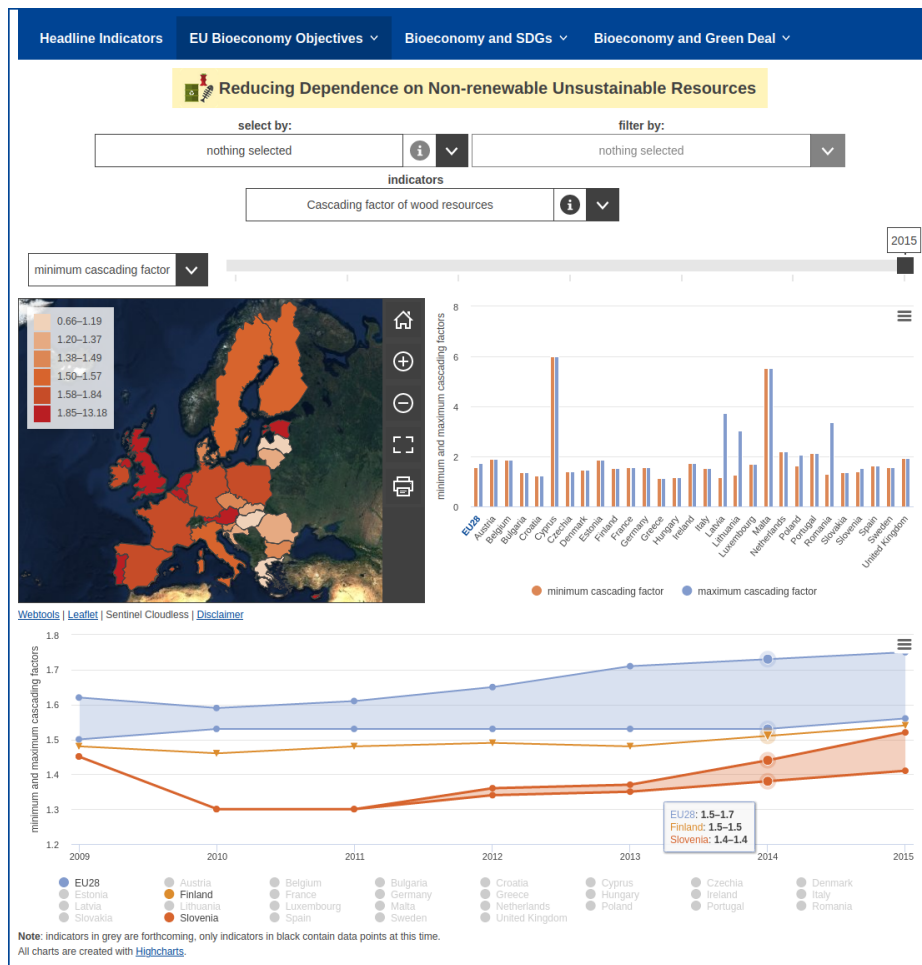 Headline Indicators EU Bioeconomy Objectives Bioeconomy and SDGs Bioeconomy and Green Deal
Reducing Dependence on Non-renewable Unsustainable Resources
select by: filter by:
nothing selected nothing selected
indicators
Cascading factor of wood resources
2015
minimum cascading factor
0.66–1.19
1.20–1.37
1.38–1.49
1.50–1.57
1.58–1.84
1.85–13.18
minimum and maximum cascading factors
8
6
4
2
0
EU28
Austria
Belgium
Bulgaria
Croatia
Cyprus
Czechia
Denmark
Estonia
Finland
France
Germany
Greece
Hungary
Ireland
Italy
Latvia
Lithuania
Luxembourg
Malta
Netherlands
Poland
Portugal
Romania
Slovakia
Slovenia
Spain
Sweden
United Kingdom
minimum cascading factor maximum cascading factor
Webtools | Leaflet | Sentinel Cloudless | Disclaimer
minimum and maximum cascading factors
1.8
1.7
1.6
1.5
1.4
1.3
1.2
EU28: 1.5–1.7
Finland: 1.5–1.5
Slovenia: 1.4–1.4
2009 2010 2011 2012 2013 2014 2015
EU28 Austria Belgium Bulgaria Croatia Cyprus Czechia Denmark
Estonia Finland France Germany Greece Hungary Ireland Italy
Latvia Lithuania Luxembourg Malta Netherlands Poland Portugal Romania
Slovakia Slovenia Spain Sweden United Kingdom
Note: indicators in grey are forthcoming, only indicators in black contain data points at this time.
All charts are created with Highcharts.